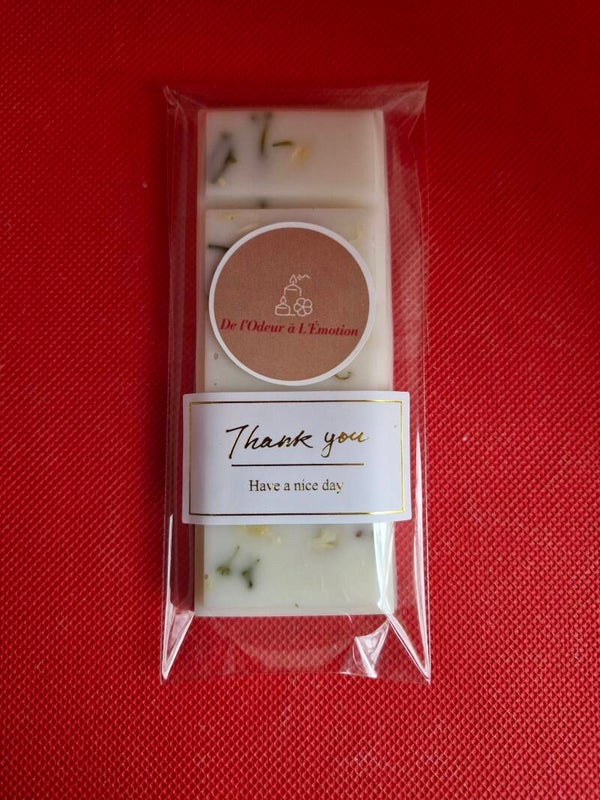 De l'Odeur à L'Émotion
Thank you
Have a nice day